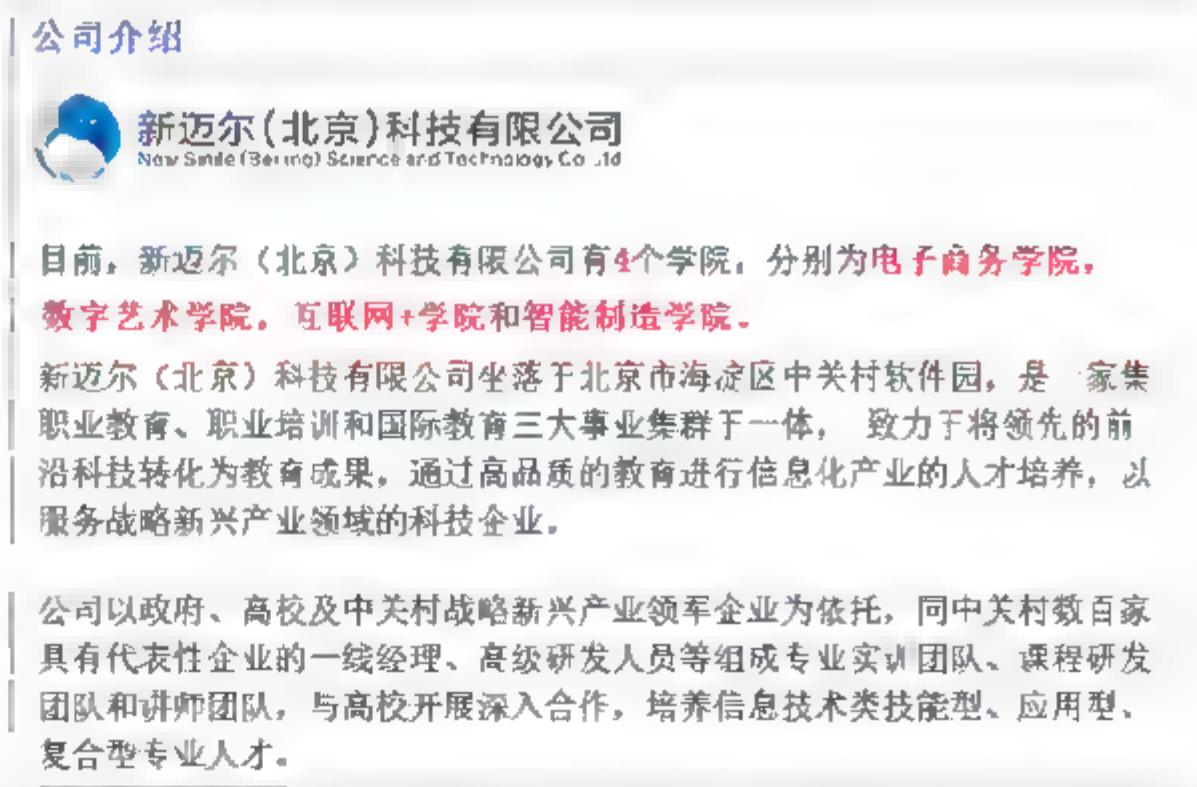 公司介绍
新迈尔(北京)科技有限公司
New Smile (Beijing) Science and Technology Co.,Ltd
目前，新迈尔（北京）科技有限公司有4个学院，分别为电子商务学院，
数字艺术学院，互联网+学院和智能制造学院。
新迈尔（北京）科技有限公司坐落于北京市海淀区中关村软件园，是一家集
职业教育、职业培训和国际教育三大事业集群于一体， 致力于将领先的前
沿科技转化为教育成果，通过高品质的教育进行信息化产业的人才培养，以
服务战略新兴产业领域的科技企业。
公司以政府、高校及中关村战略新兴产业领军企业为依托，同中关村数百家
具有代表性企业的一线经理、高级研发人员等组成专业实训团队、课程研发
团队和讲师团队，与高校开展深入合作，培养信息技术类技能型、应用型、
复合型专业人才。